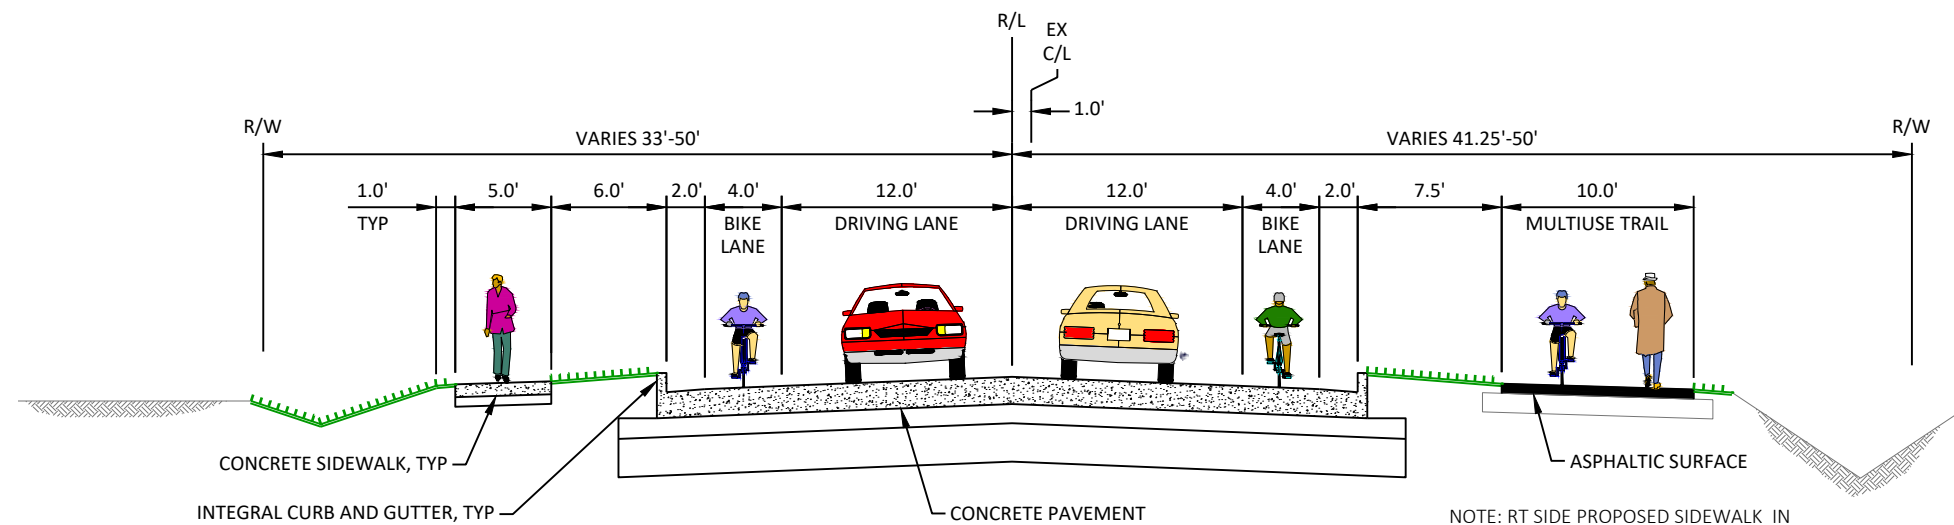 R/L
EX
C/L
1.0'
R/W
VARIES 33'-50'
VARIES 41.25'-50'
R/W
1.0'
5.0'
6.0'
2.0'
4.0'
12.0'
12.0'
4.0'
2.0'
7.5'
10.0'
TYP
BIKE
LANE
DRIVING LANE
DRIVING LANE
BIKE
LANE
MULTIUSE TRAIL
CONCRETE SIDEWALK, TYP
ASPHALTIC SURFACE
INTEGRAL CURB AND GUTTER, TYP
CONCRETE PAVEMENT
NOTE: RT SIDE PROPOSED SIDEWALK IN